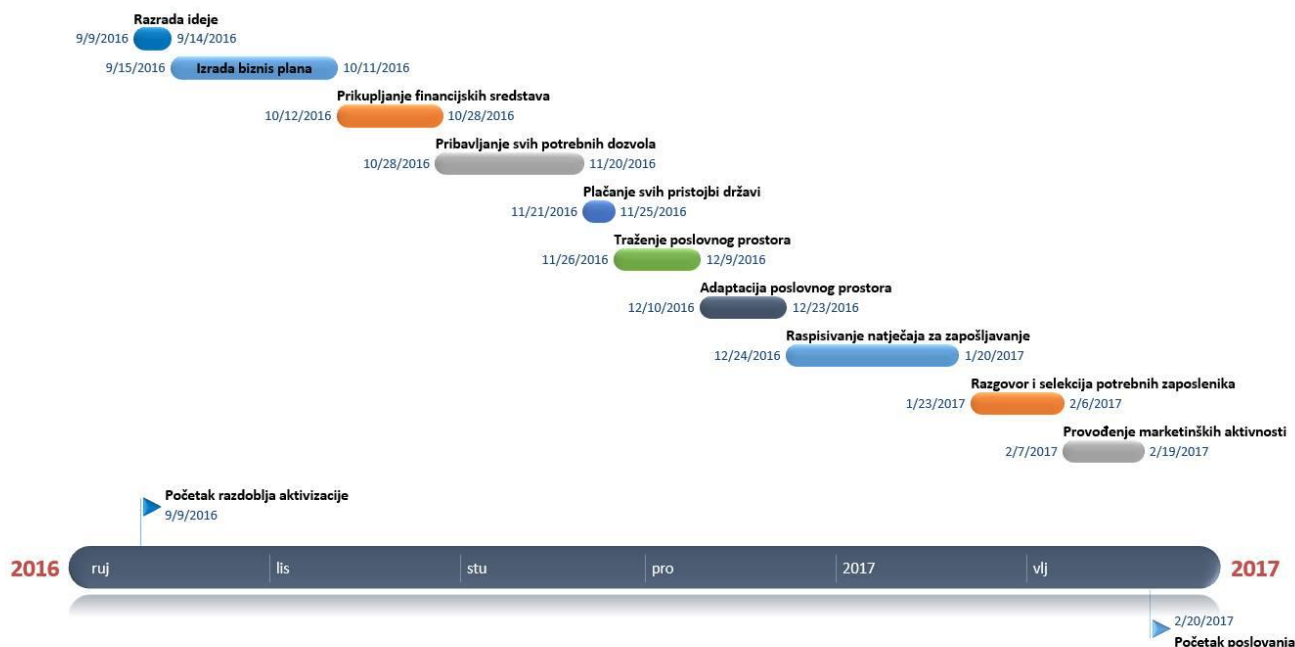 Razrada ideje
9/9/2016 9/14/2016
9/15/2016 Izrada biznis plana 10/11/2016
Prikupljanje financijskih sredstava
10/12/2016 10/28/2016
Pribavljanje svih potrebnih dozvola
10/28/2016 11/20/2016
Plačanje svih pristojbi državi
11/21/2016 11/25/2016
Traženje poslovnog prostora
11/26/2016 12/9/2016
Adaptacija poslovnog prostora
12/10/2016 12/23/2016
Raspisivanje natječaja za zapošljavanje
12/24/2016 1/20/2017
Razgovor i selekcija potrebnih zaposlenika
1/23/2017 2/6/2017
Provođenje marketinških aktivnosti
2/7/2017 2/19/2017
Početak razdoblja aktivizacije
9/9/2016
2016 ruj lis stu pro 2017 vlj 2017
2/20/2017
Početak poslovanja